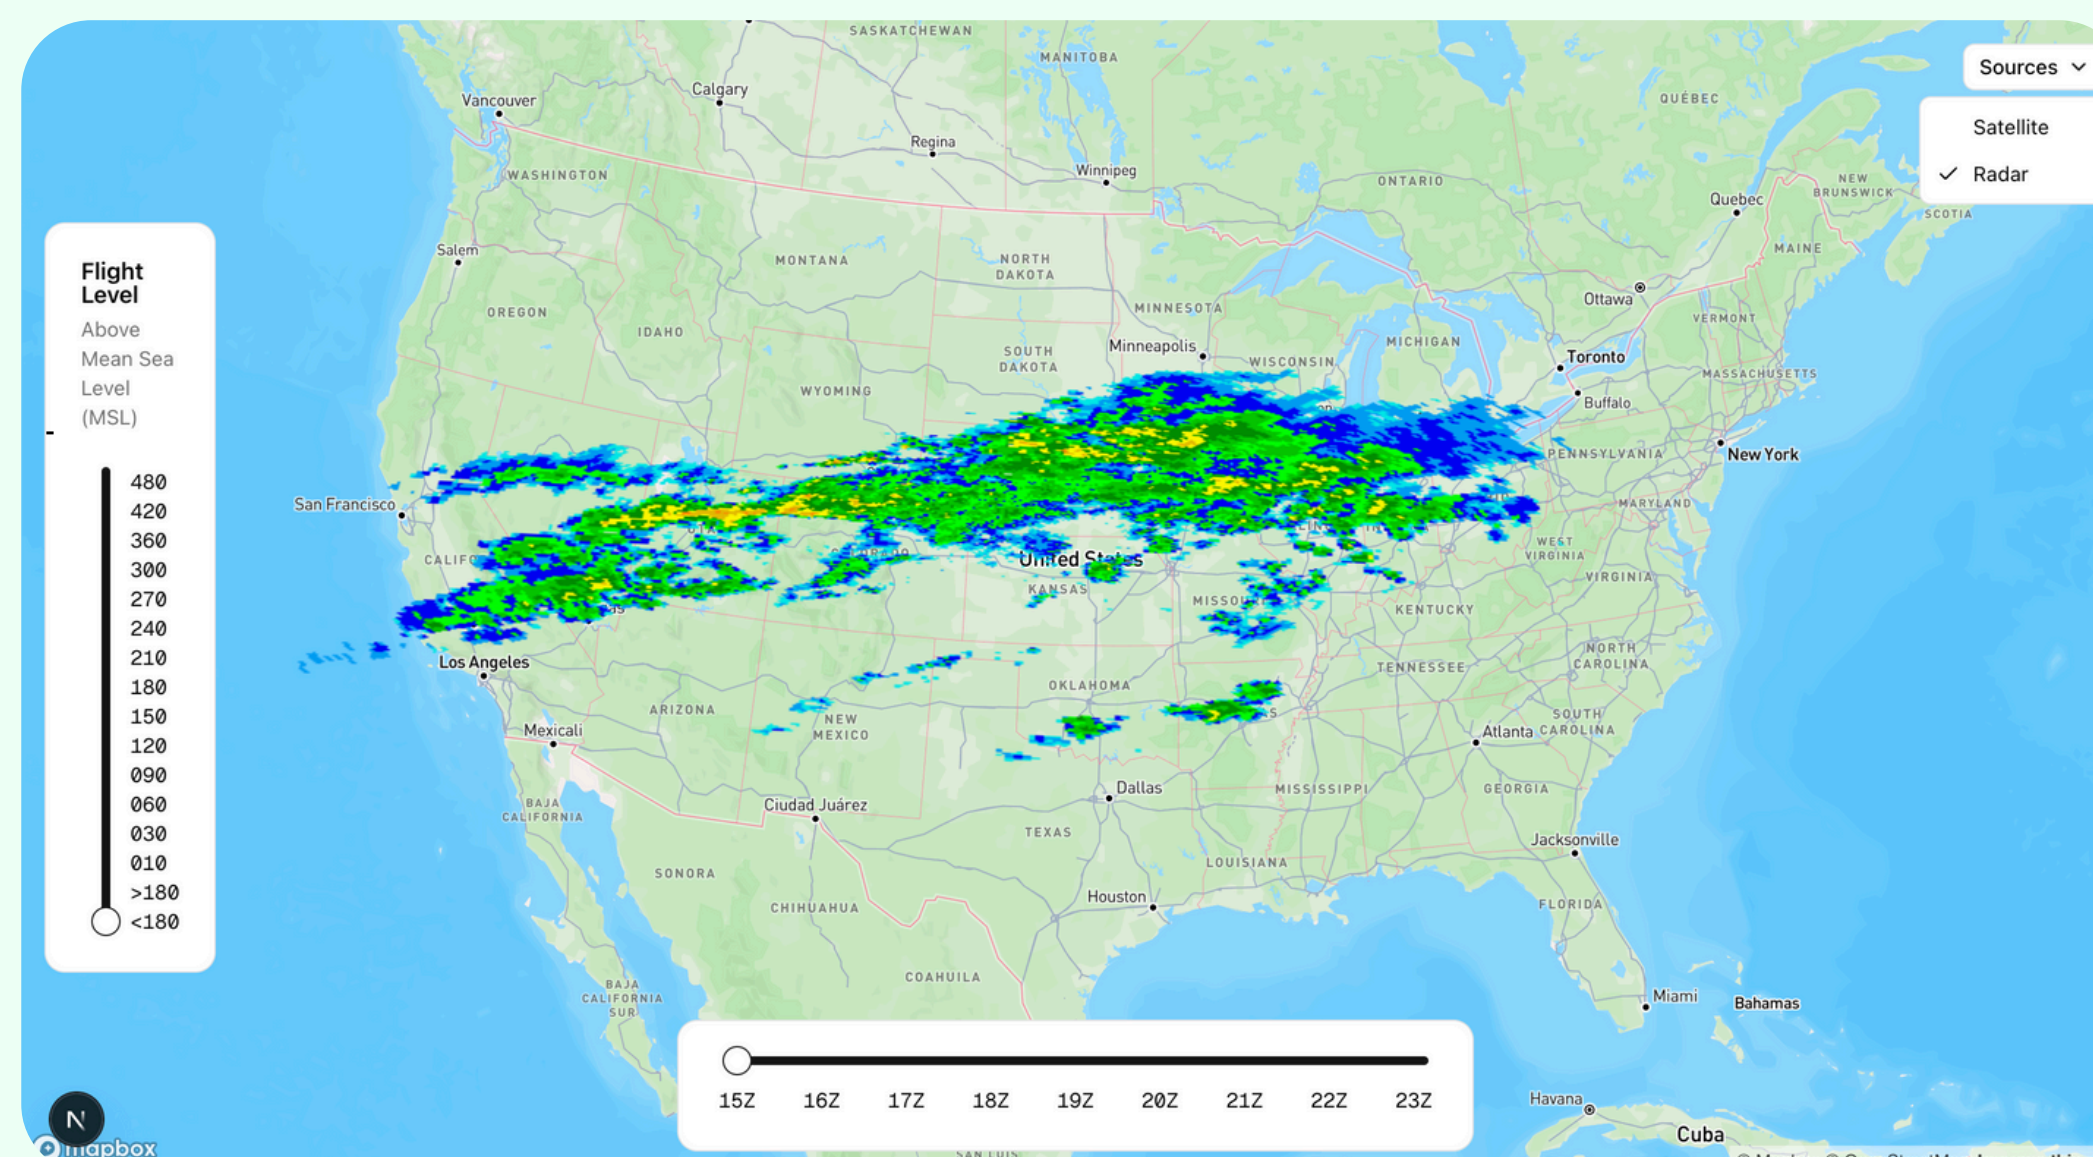 SASKATCHEWAN
MANITOBA
Sources
Calgary
Vancouver
QUÉBEC
Satellite
Regina
Winnipeg
ONTARIO
Radar
WASHINGTON
NEW
BRUNSWICK
Quebec
SCOTIA
Salem
MONTANA
NORTH
DAKOTA
MAINE
Flight
Level
Above
Mean Sea
Level
(MSL)
Ottawa
OREGON
IDAHO
MINNESOTA
VERMONT
SOUTH
DAKOTA
Minneapolis
WISCONSIN
MICHIGAN
Toronto
MASSACHUSETTS
WYOMING
Buffalo
PENNSYLVANIA
New York
480
420
360
300
270
240
210
180
150
120
090
060
030
010
>180
<180
San Francisco
MARYLAND
CALIFO
COLORADO
United States
WEST
VIRGINIA
KANSAS
VIRGINIA
MISSOU
KENTUCKY
NORTH
CAROLINA
Los Angeles
TENNESSEE
OKLAHOMA
ARIZONA
NEW
MEXICO
SOUTH
CAROLINA
Mexicali
Atlanta
Dallas
MISSISSIPPI
GEORGIA
BAJA
CALIFORNIA
Ciudad Juárez
TEXAS
Jacksonville
LOUISIANA
SONORA
Houston
CHIHUAHUA
FLORIDA
COAHUILA
BAJA
CALIFORNIA
SUR
Miami
Bahamas
15Z 16Z 17Z 18Z 19Z 20Z 21Z 22Z 23Z
Havana
N
Cuba
mapbox
SAN LUIS